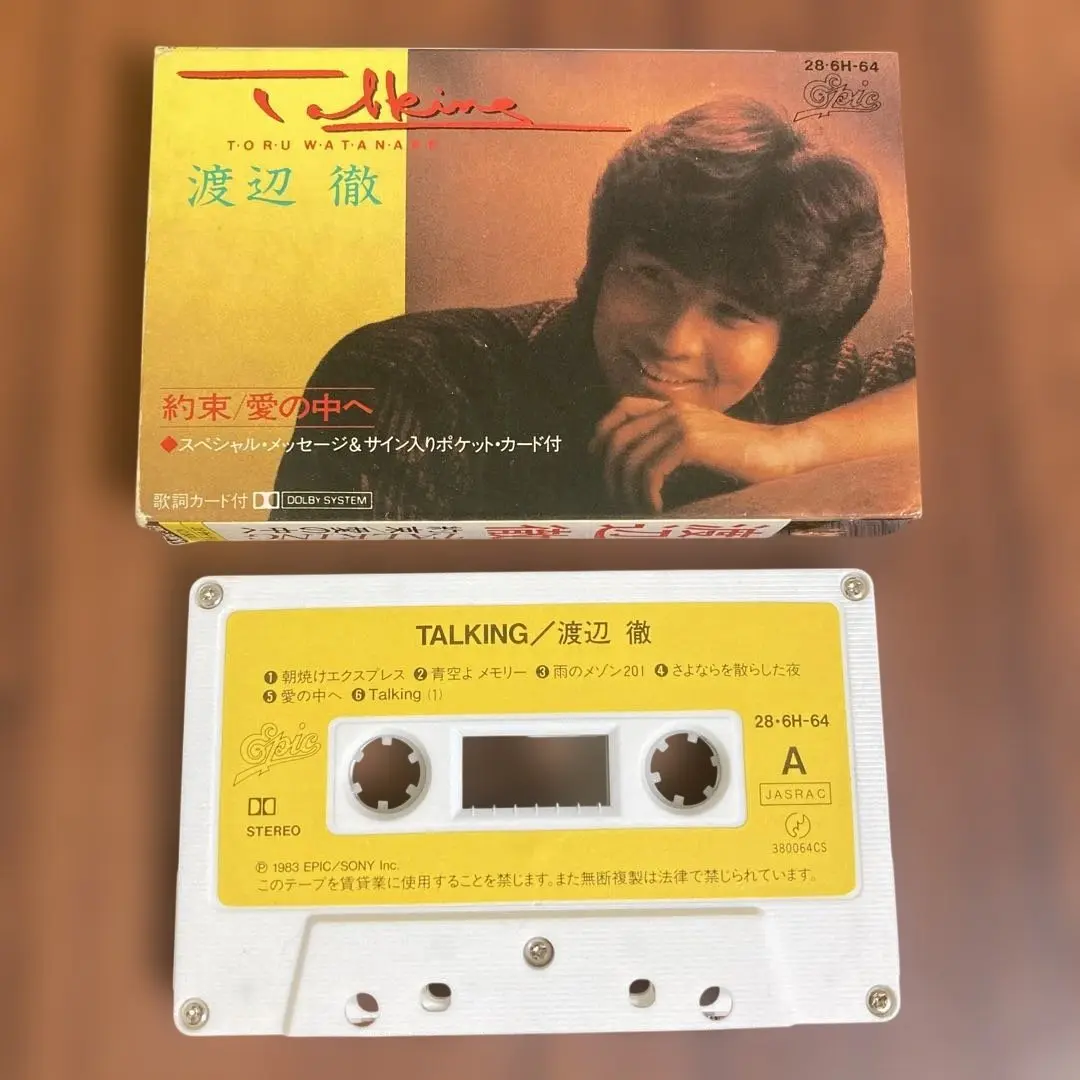 Talking
28·6H-64
Epic
T·O·R·U W·A·T·A·N·A·B·E
渡辺 徹
約束/愛の中へ
◆スペシャル・メッセージ&サイン入りポケット・カード付
歌詞カード付 DOLBY SYSTEM
渡辺 徹
TALKING/渡辺 徹
❶ 朝焼けエクスプレス ❷ 青空よ メモリー ❸ 雨のメゾン201 ❹ さよならを散らした夜
❺ 愛の中へ ❻ Talking (1)
28・6H-64
Epic
A
JASRAC
STEREO
380064CS
Ⓟ 1983 EPIC/SONY Inc.
このテープを賃貸業に使用することを禁じます。また無断複製は法律で禁じられています。